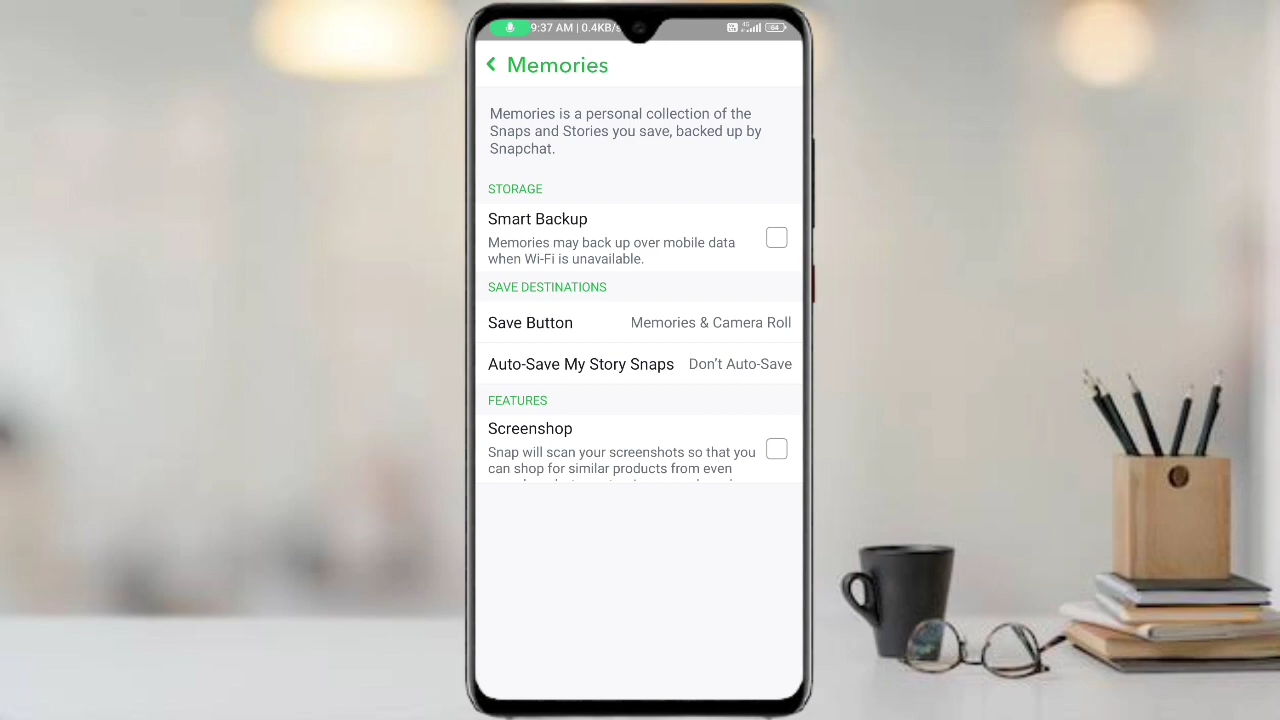 9:37 AM | 0.4KB/s
64
Memories
Memories is a personal collection of the
Snaps and Stories you save, backed up by
Snapchat.
STORAGE
Smart Backup
Memories may back up over mobile data
when Wi-Fi is unavailable.
SAVE DESTINATIONS
Save Button Memories & Camera Roll
Auto-Save My Story Snaps Don't Auto-Save
FEATURES
Screenshop
Snap will scan your screenshots so that you
can shop for similar products from even